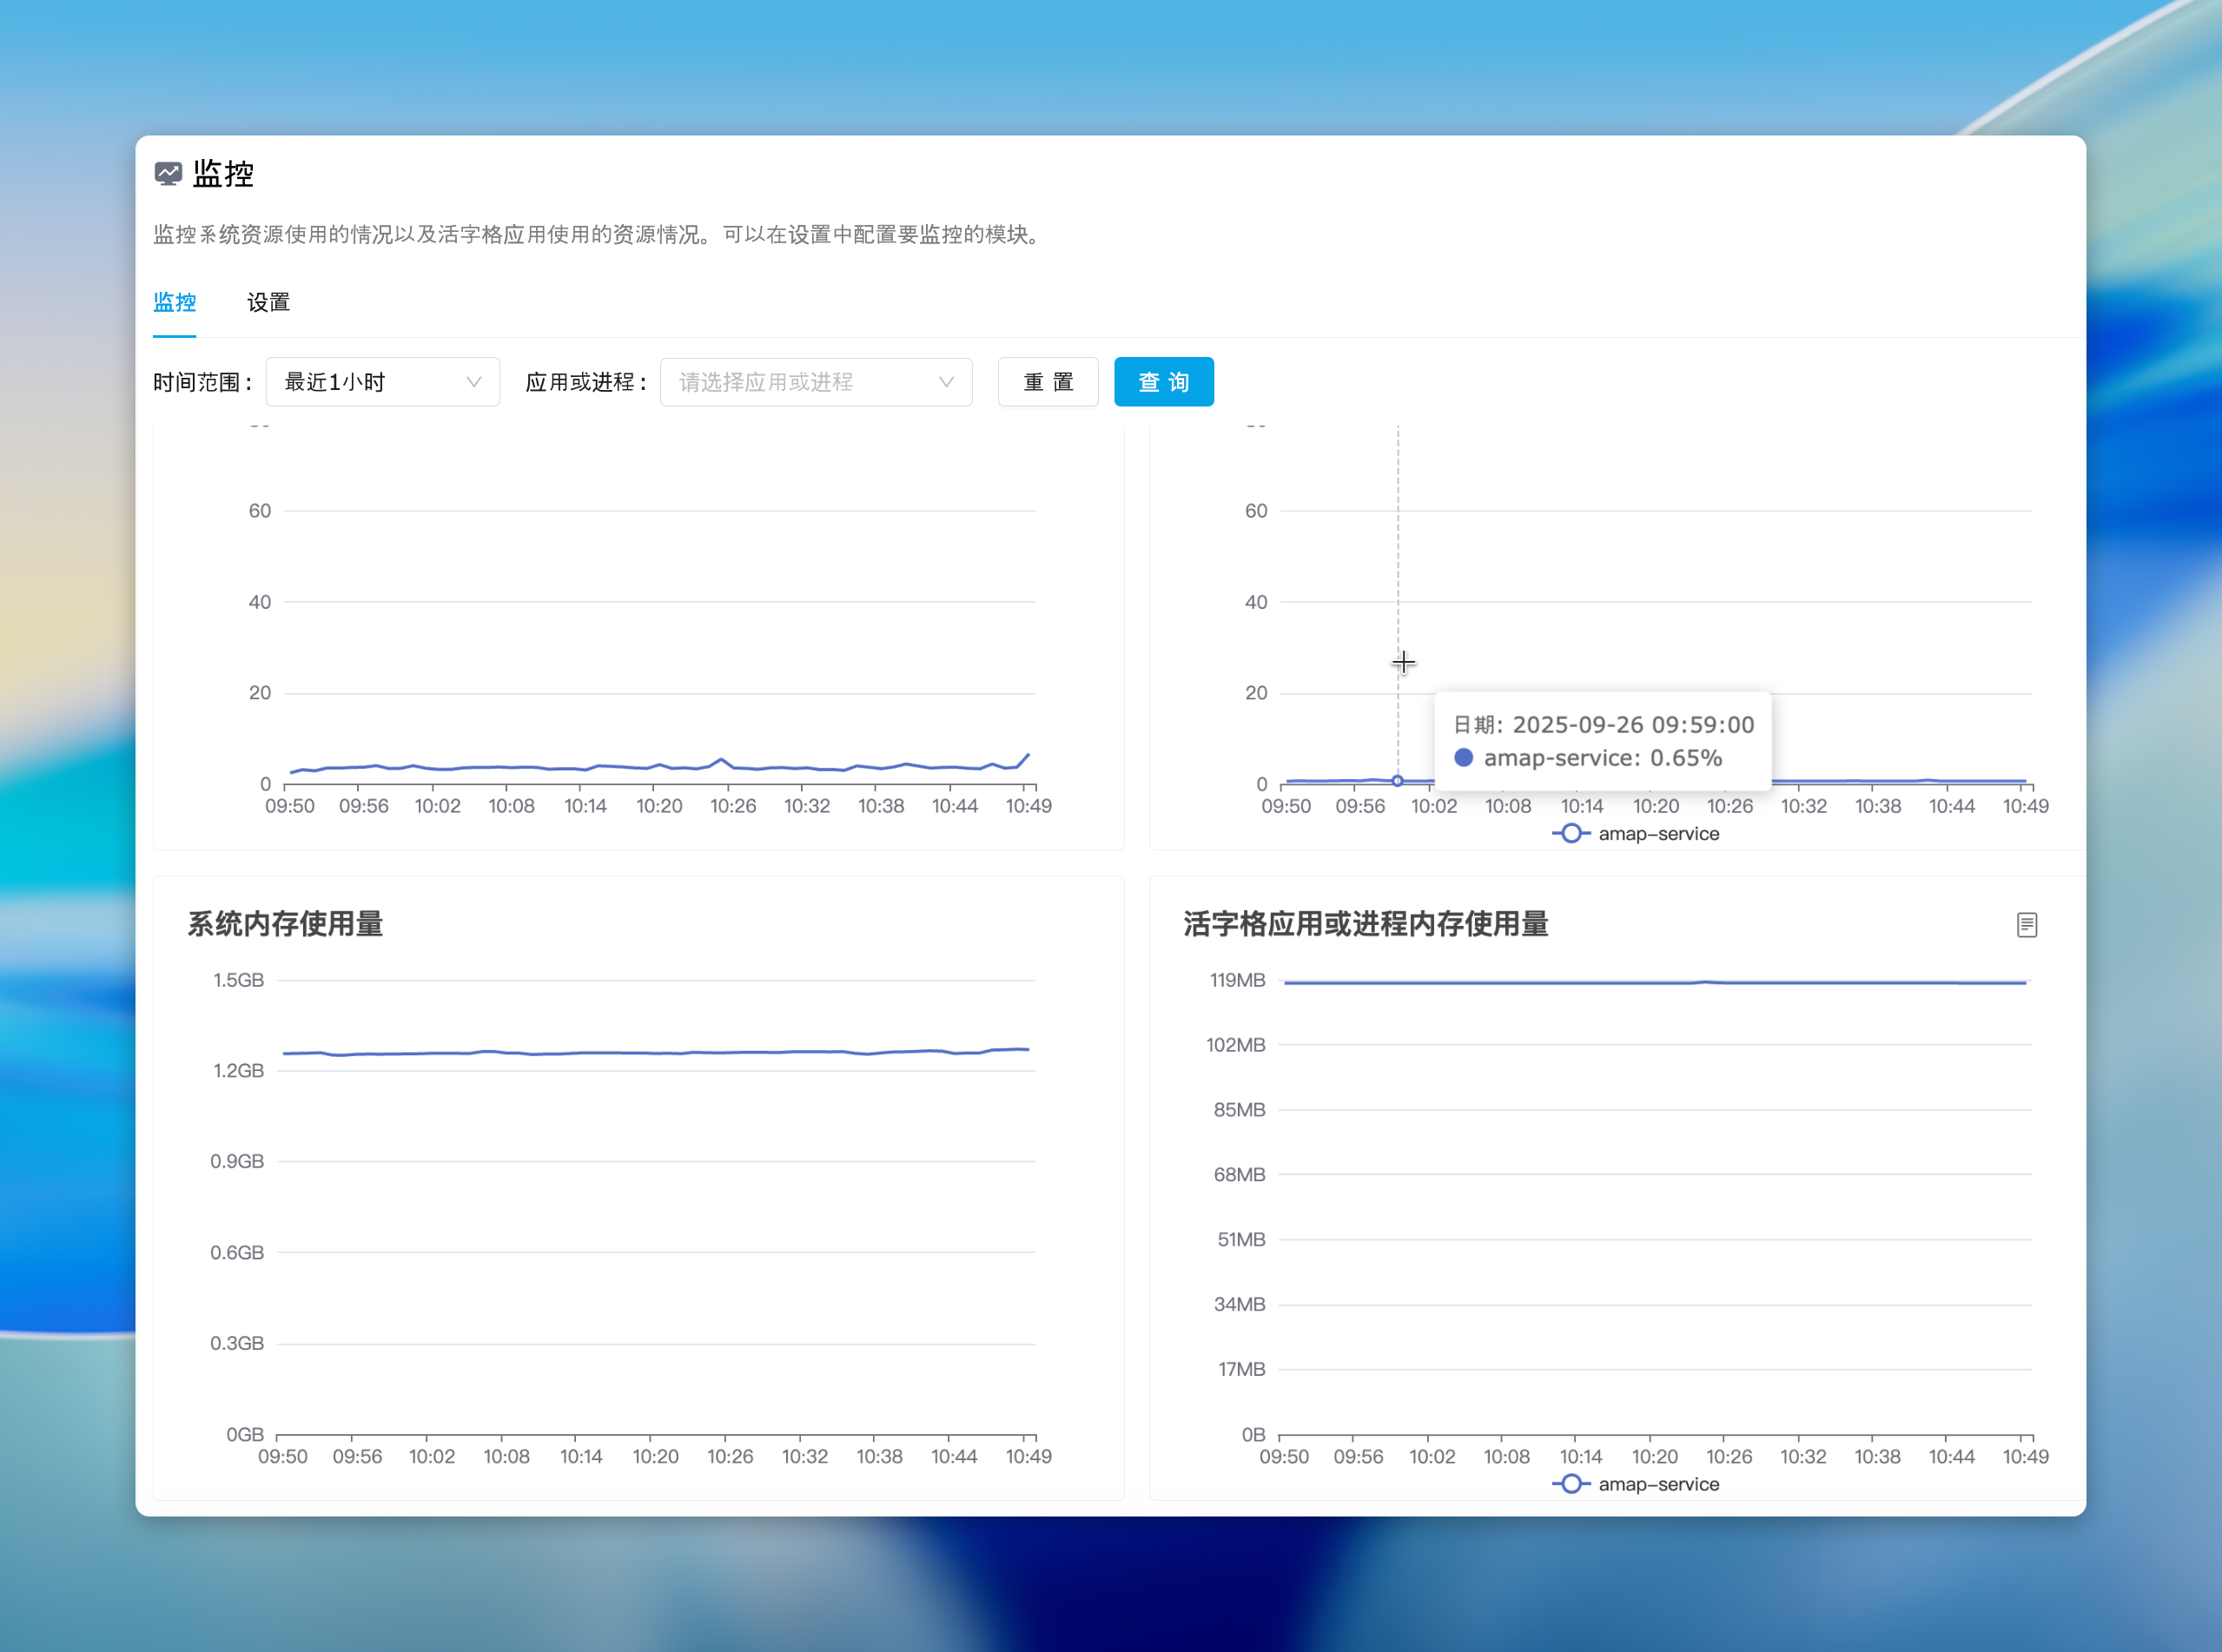 监控
监控系统资源使用的情况以及活字格应用使用的资源情况。可以在设置中配置要监控的模块。
监控 设置
时间范围： 最近1小时 应用或进程： 请选择应用或进程 重 置 查 询
60
40
20
0
09:50 09:56 10:02 10:08 10:14 10:20 10:26 10:32 10:38 10:44 10:49
60
40
20
0
日期: 2025-09-26 09:59:00
amap-service: 0.65%
09:50 09:56 10:02 10:08 10:14 10:20 10:26 10:32 10:38 10:44 10:49
amap-service
系统内存使用量
1.5GB
1.2GB
0.9GB
0.6GB
0.3GB
0GB
09:50 09:56 10:02 10:08 10:14 10:20 10:26 10:32 10:38 10:44 10:49
活字格应用或进程内存使用量
119MB
102MB
85MB
68MB
51MB
34MB
17MB
0B
09:50 09:56 10:02 10:08 10:14 10:20 10:26 10:32 10:38 10:44 10:49
amap-service